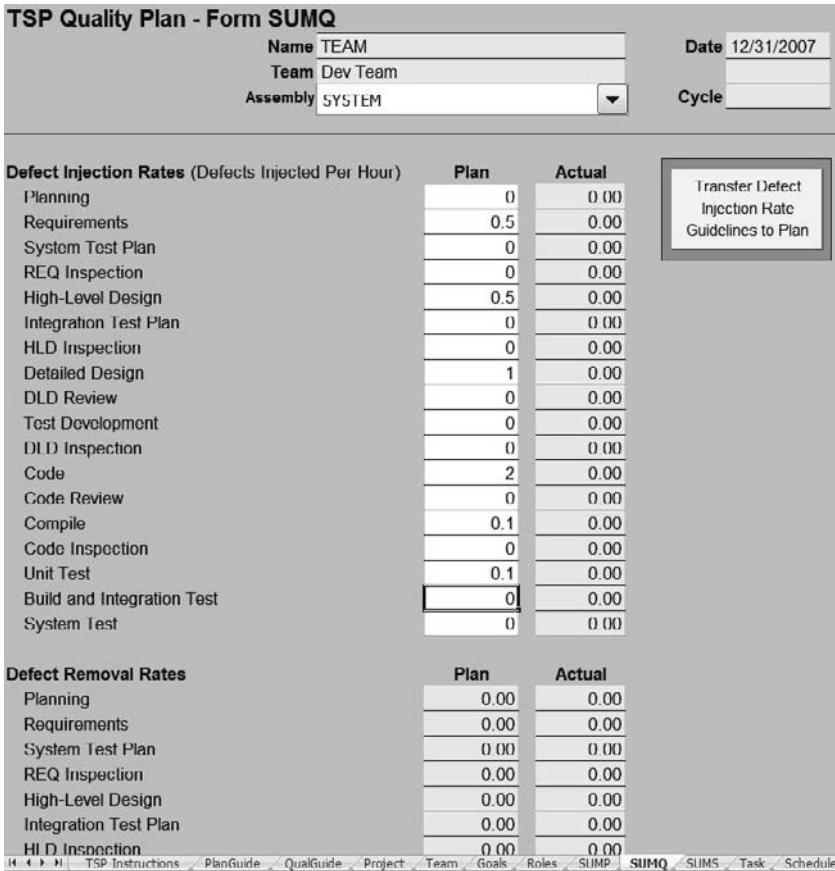 TSP Quality Plan - Form SUMQ
Name TEAM Date 12/31/2007
Team Dev Team
Assembly SYSTEM Cycle
Defect Injection Rates (Defects Injected Per Hour) Plan Actual
Transfer Defect
Injection Rate
Guidelines to Plan
Planning 0 0.00
Requirements 0.5 0.00
System Test Plan 0 0.00
REQ Inspection 0 0.00
High-Level Design 0.5 0.00
Integration Test Plan 0 0.00
HLD Inspection 0 0.00
Detailed Design 1 0.00
DLD Review 0 0.00
Test Development 0 0.00
DLD Inspection 0 0.00
Code 2 0.00
Code Review 0 0.00
Compile 0.1 0.00
Code Inspection 0 0.00
Unit Test 0.1 0.00
Build and Integration Test 0 0.00
System Test 0 0.00
Defect Removal Rates Plan Actual
Planning 0.00 0.00
Requirements 0.00 0.00
System Test Plan 0.00 0.00
REQ Inspection 0.00 0.00
High-Level Design 0.00 0.00
Integration Test Plan 0.00 0.00
HLD Inspection 0.00 0.00
TSP Instructions PlanGuide QualGuide Project Team Goals Roles SUMP SUMQ SUMS Task Schedule